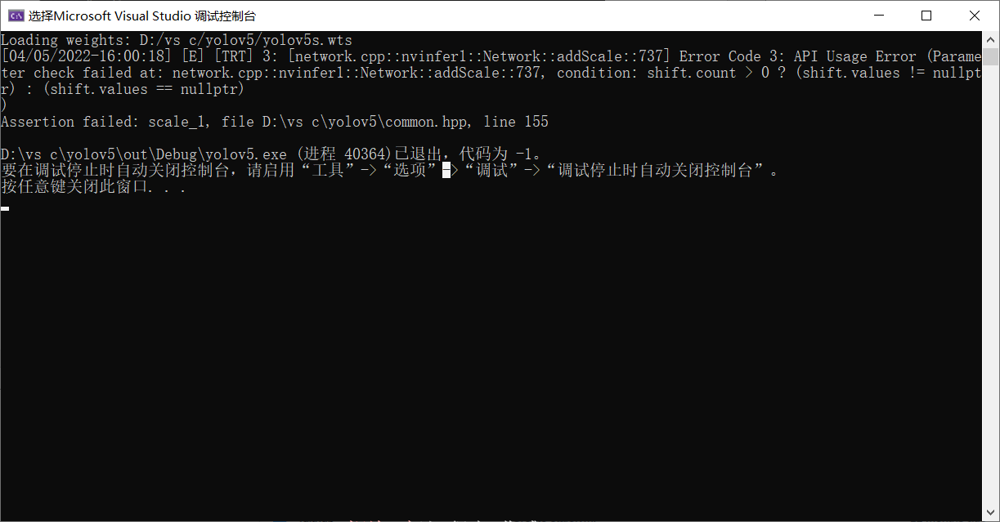 选择Microsoft Visual Studio 调试控制台
Loading weights: D:/vs c/yolov5/yolov5s.wts
[04/05/2022-16:00:18] [E] [TRT] 3: [network.cpp::nvinfer1::Network::addScale::737] Error Code 3: API Usage Error (Parame
ter check failed at: network.cpp::nvinfer1::Network::addScale::737, condition: shift.count > 0 ? (shift.values != nullpt
r) : (shift.values == nullptr)
)
Assertion failed: scale_1, file D:\vs c\yolov5\common.hpp, line 155
D:\vs c\yolov5\out\Debug\yolov5.exe (进程 40364)已退出，代码为 -1。
要在调试停止时自动关闭控制台，请启用“工具”->“选项”->“调试”->“调试停止时自动关闭控制台”。
按任意键关闭此窗口. . .